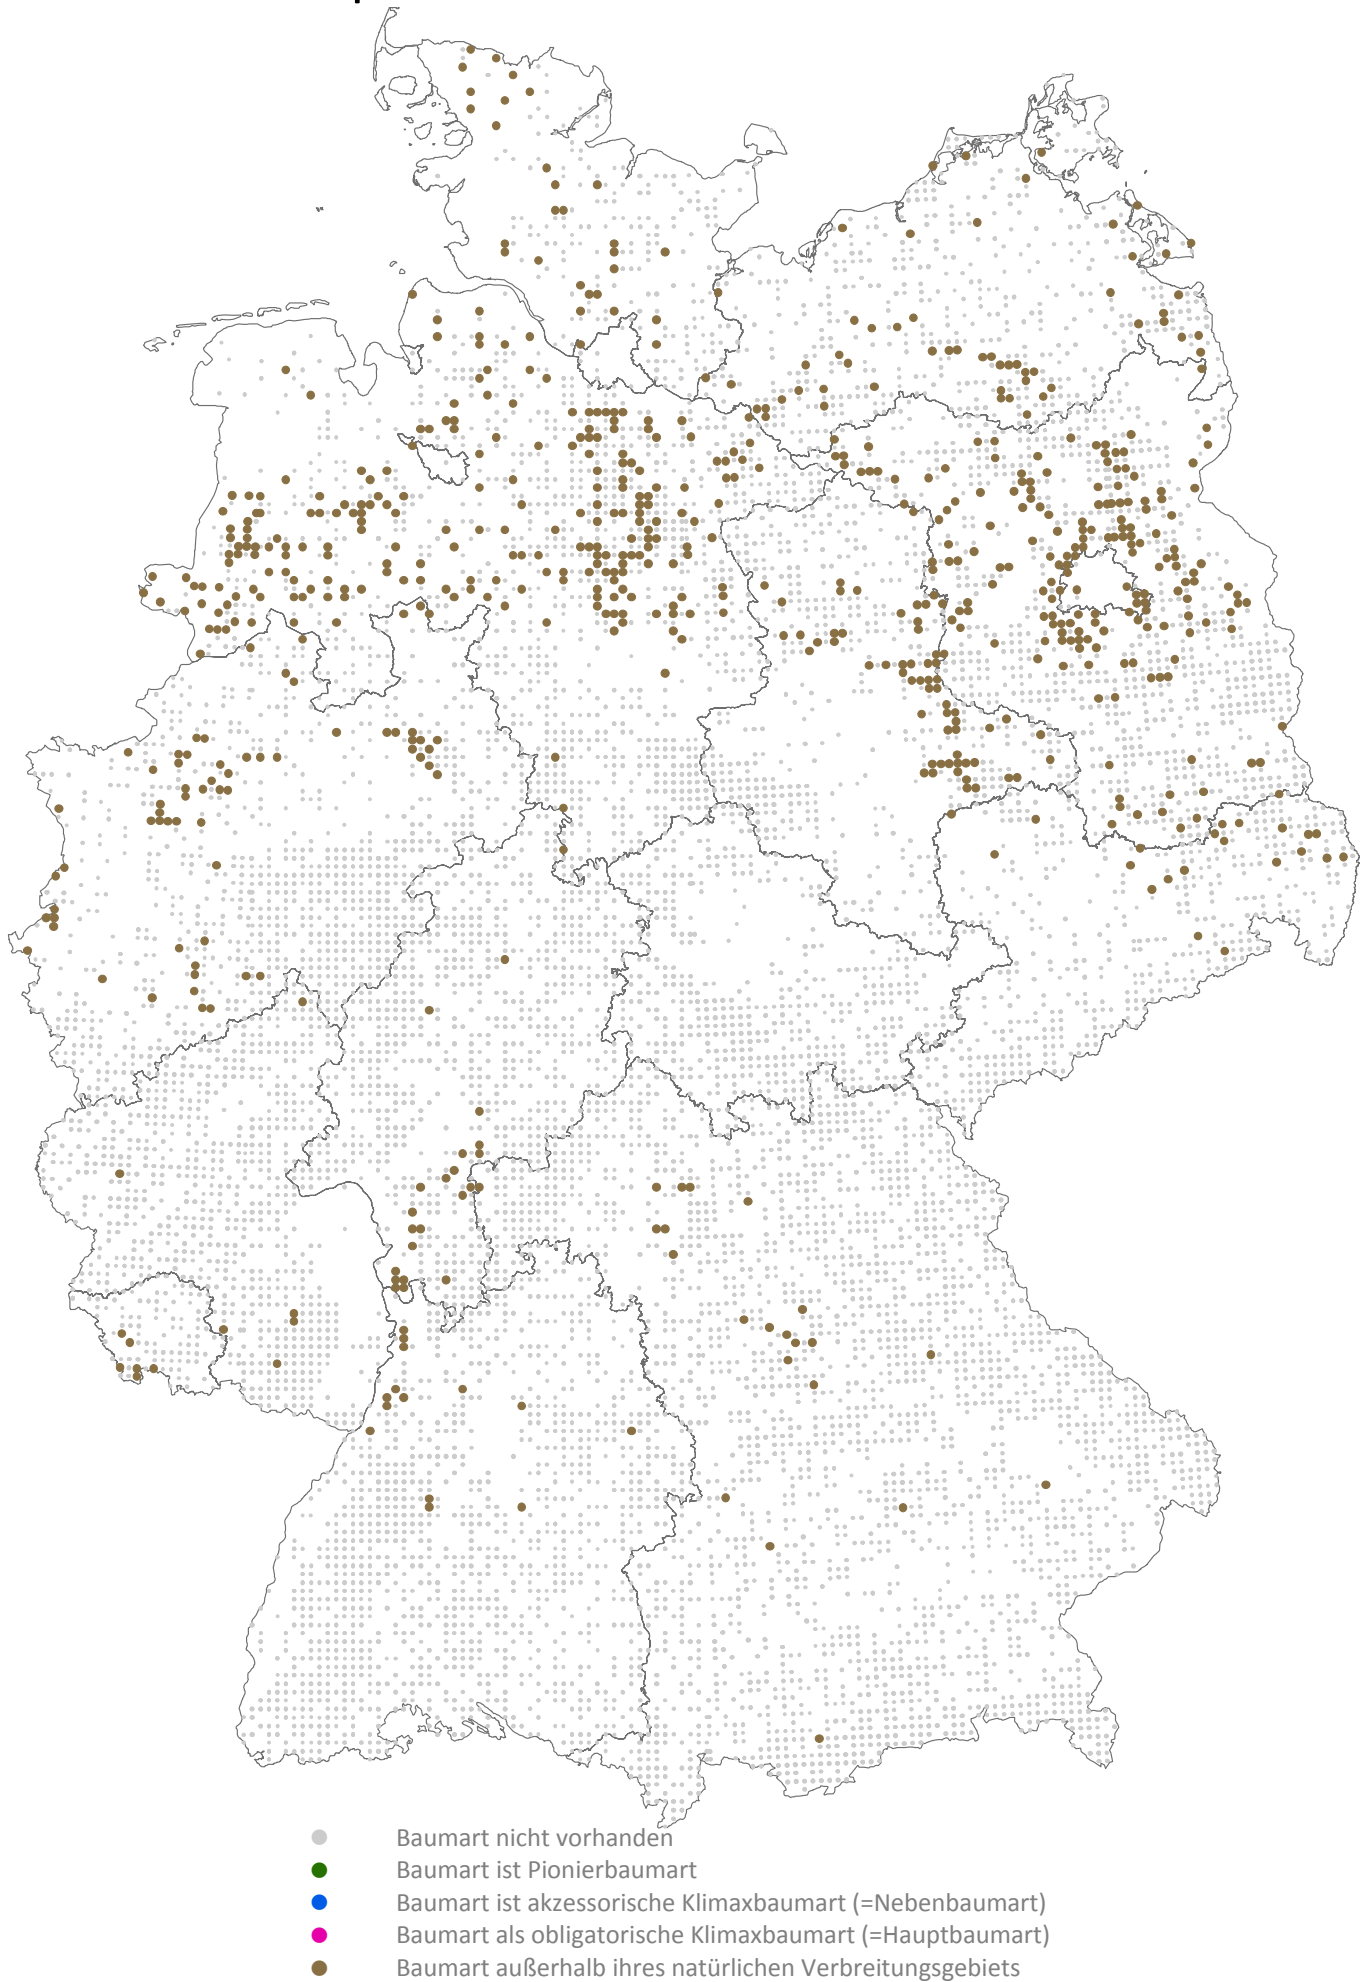 Baumart nicht vorhanden
Baumart ist Pionierbaumart
Baumart ist akzessorische Klimaxbaumart (=Nebenbaumart)
Baumart als obligatorische Klimaxbaumart (=Hauptbaumart)
Baumart außerhalb ihres natürlichen Verbreitungsgebiets